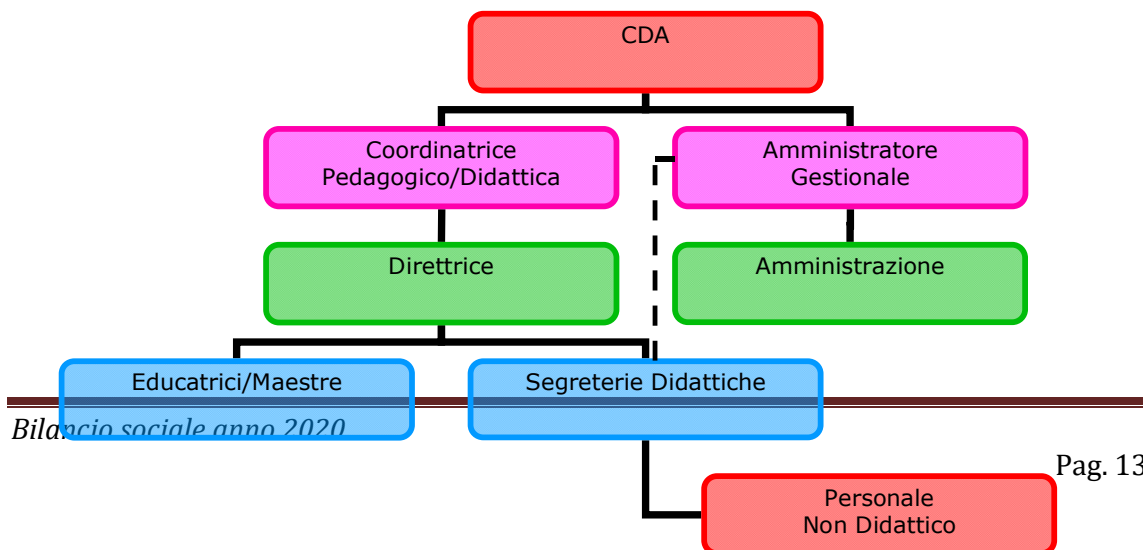 CDA
Coordinatrice
Pedagogico/Didattica
Amministratore
Gestionale
Direttrice
Amministrazione
Educatrici/Maestre
Segreterie Didattiche
Bilancio sociale anno 2020
Pag. 13
Personale
Non Didattico